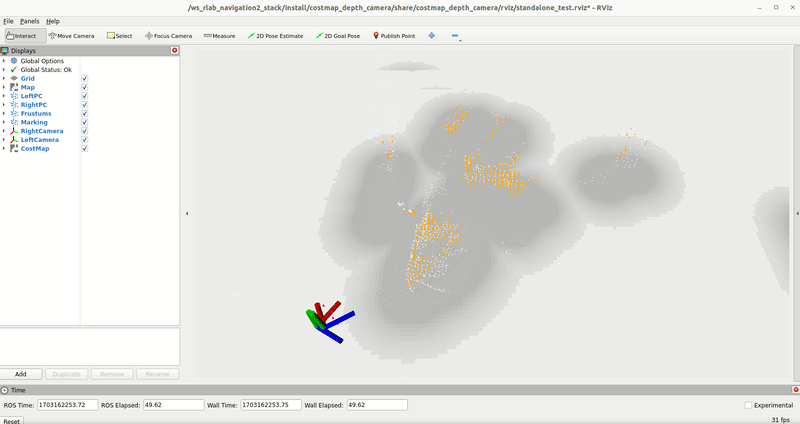 /ws_rlab_navigation2_stack/install/costmap_depth_camera/share/costmap_depth_camera/rviz/standalone_test.rviz* - RViz
File Panels Help
Interact Move Camera Select Focus Camera Measure 2D Pose Estimate 2D Goal Pose Publish Point
Displays
Global Options
Global Status: Ok
Grid
Map
LeftPC
RightPC
Frustums
Marking
RightCamera
LeftCamera
CostMap
Add Duplicate Remove Rename
Time
ROS Time: 1703162253.72 ROS Elapsed: 49.62 Wall Time: 1703162253.75 Wall Elapsed: 49.62 Experimental
Reset 31 fps